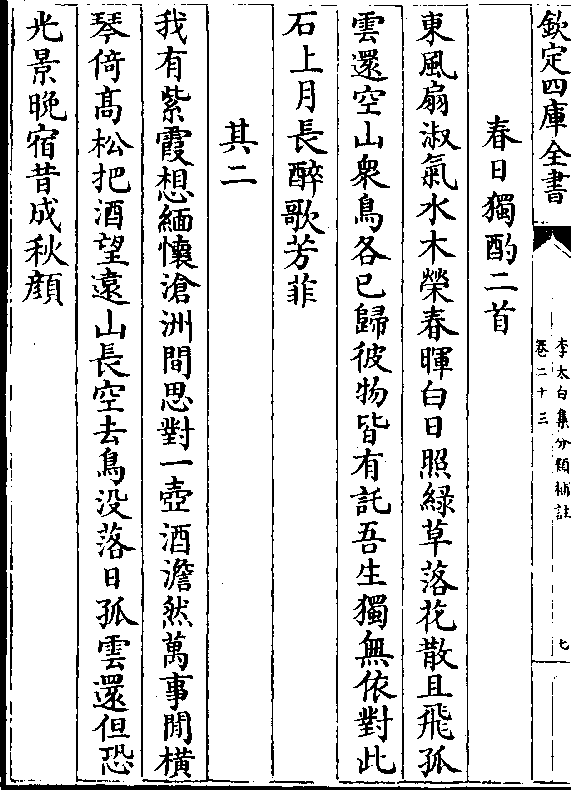 欽定四庫全書
李太白集分類補註
卷二十三
七
春日獨酌二首
東風扇淑氣水木榮春暉白日照綠草落花散且飛孤
雲還空山衆鳥各已歸彼物皆有託吾生獨無依對此
石上月長醉歌芳菲
其二
我有紫霞想緬懷滄洲間思對一壺酒澹然萬事閒橫
琴倚髙松把酒望遠山長空去鳥没落日孤雲還但恐
光景晚宿昔成秋顔